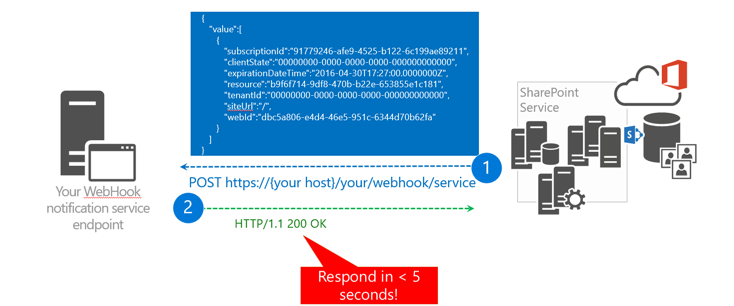 {
"value":[
{
"subscriptionId":"91779246-afe9-4525-b122-6c199ae89211",
"clientState":"00000000-0000-0000-0000-000000000000",
"expirationDateTime":"2016-04-30T17:27:00.0000000Z",
"resource":"b9f6f714-9df8-470b-b22e-653855e1c181",
"tenantId":"00000000-0000-0000-0000-000000000000",
"siteUrl":"/",
"webId":"dbc5a806-e4d4-46e5-951c-6344d70b62fa"
}
]
}
SharePoint
Service
S
1
POST https://{your host}/your/webhook/service
Your WebHook
notification service
endpoint
2
HTTP/1.1 200 OK
Respond in < 5
seconds!